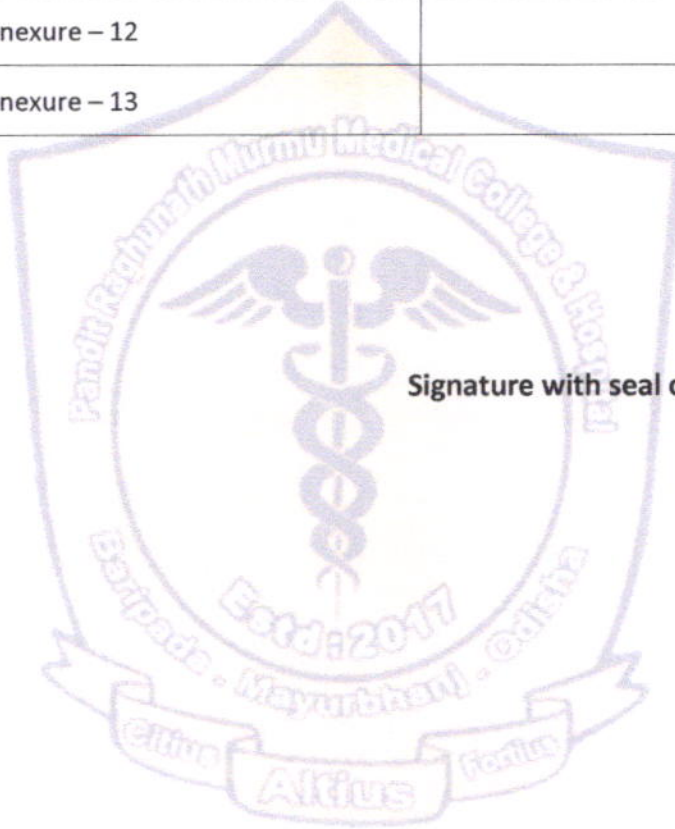 nexure – 12
nexure – 13
Pandit Raghunath Murmu Medical College & Hospital
Signature with seal o
Estd : 2017
Baripada - Mayurbhanj - Odisha
Citius Altius Fortius